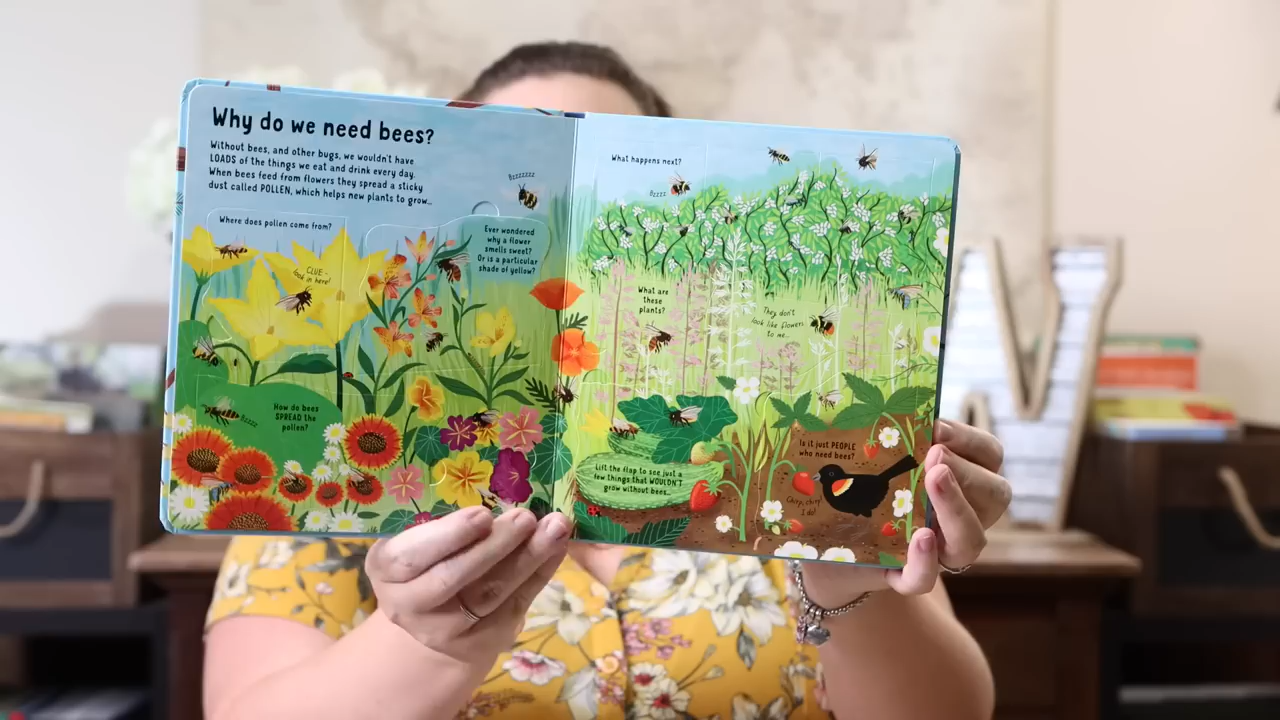 Why do we need bees?
Without bees, and other bugs, we wouldn't have
LOADS of the things we eat and drink every day.
When bees feed from flowers they spread a sticky
dust called POLLEN, which helps new plants to grow...
Bzzzzzz
Where does pollen come from?
CLUE -
look in here!
Ever wondered
why a flower
smells sweet?
Or is a particular
shade of yellow?
How do bees
SPREAD the
pollen?
Bzzzz
What happens next?
Bzzzz
What are
these
plants?
They don't
look like flowers
to me...
Lift the flap to see just a
few things that WOULDN'T
grow without bees...
Is it just PEOPLE
who need bees?
Chirp, chirp!
I do!